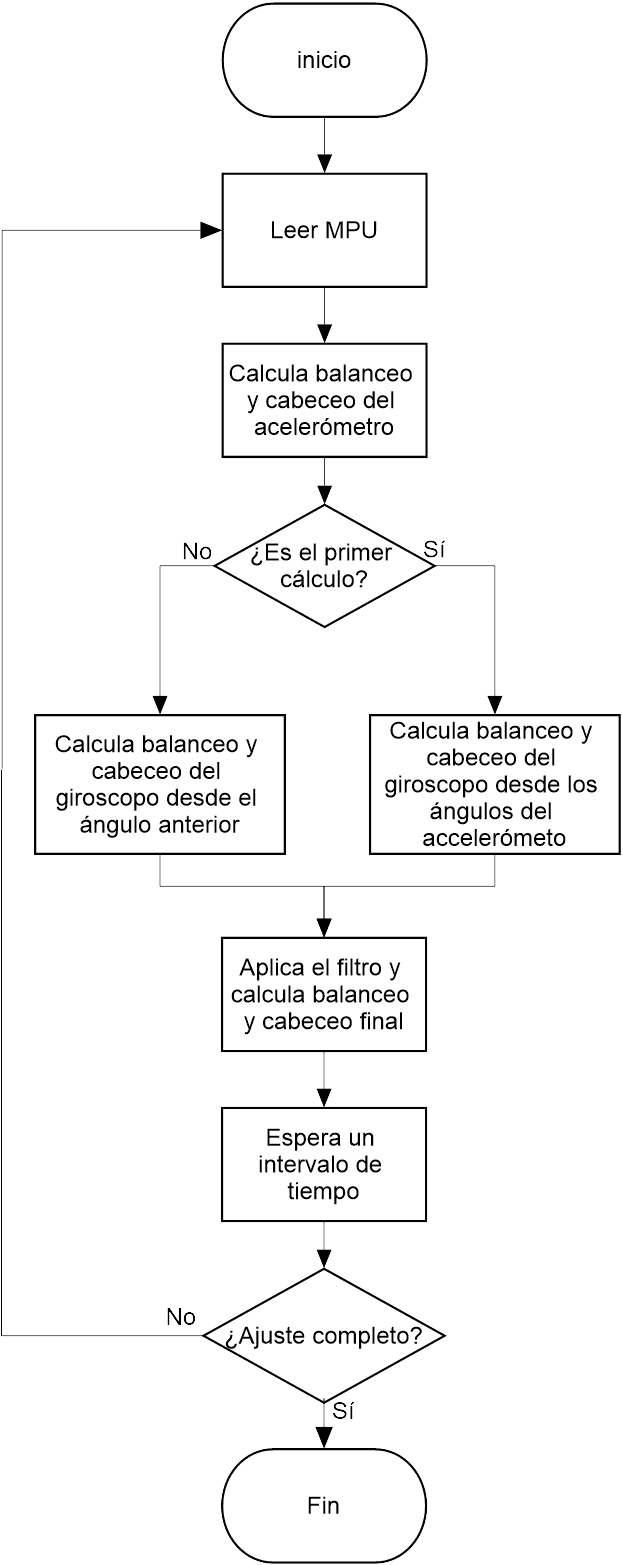 inicio
Leer MPU
Calcula balanceo
y cabeceo del
acelerómetro
No
Sí
¿Es el primer
cálculo?
Calcula balanceo y
cabeceo del
giroscopo desde el
ángulo anterior
Calcula balanceo y
cabeceo del
giroscopo desde los
ángulos del
accelerómeto
Aplica el filtro y
calcula balanceo
y cabeceo final
Espera un
intervalo de
tiempo
No
¿Ajuste completo?
Sí
Fin